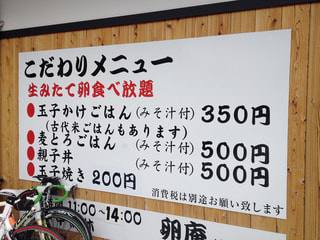 こだわりメニュー
生みたて卵食べ放題
●玉子かけごはん(みそ汁付) 350円
(古代米ごはんもあります)
●麦とろごはん(みそ汁付) 500円
●親子丼 (みそ汁付) 500円
●玉子焼き 200円
消費税は別途お願い致します
11:00~14:00
卵庵